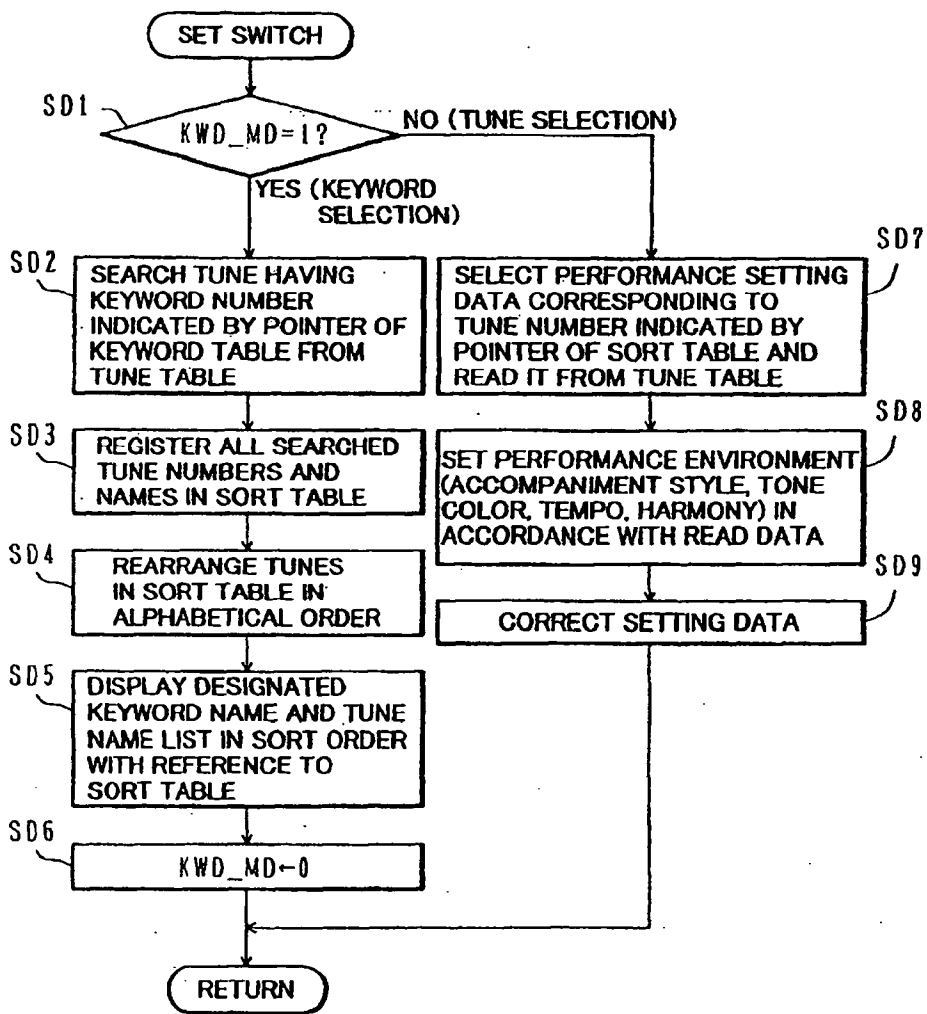 SET SWITCH
SD1
KWD_MD=1?
NO (TUNE SELECTION)
YES (KEYWORD
SELECTION)
SD2
SEARCH TUNE HAVING
KEYWORD NUMBER
INDICATED BY POINTER OF
KEYWORD TABLE FROM
TUNE TABLE
SD3
REGISTER ALL SEARCHED
TUNE NUMBERS AND
NAMES IN SORT TABLE
SD4
REARRANGE TUNES
IN SORT TABLE IN
ALPHABETICAL ORDER
SD5
DISPLAY DESIGNATED
KEYWORD NAME AND TUNE
NAME LIST IN SORT ORDER
WITH REFERENCE TO
SORT TABLE
SD6
KWD_MD←0
SD7
SELECT PERFORMANCE SETTING
DATA CORRESPONDING TO
TUNE NUMBER INDICATED BY
POINTER OF SORT TABLE AND
READ IT FROM TUNE TABLE
SD8
SET PERFORMANCE ENVIRONMENT
(ACCOMPANIMENT STYLE, TONE
COLOR, TEMPO, HARMONY) IN
ACCORDANCE WITH READ DATA
SD9
CORRECT SETTING DATA
RETURN